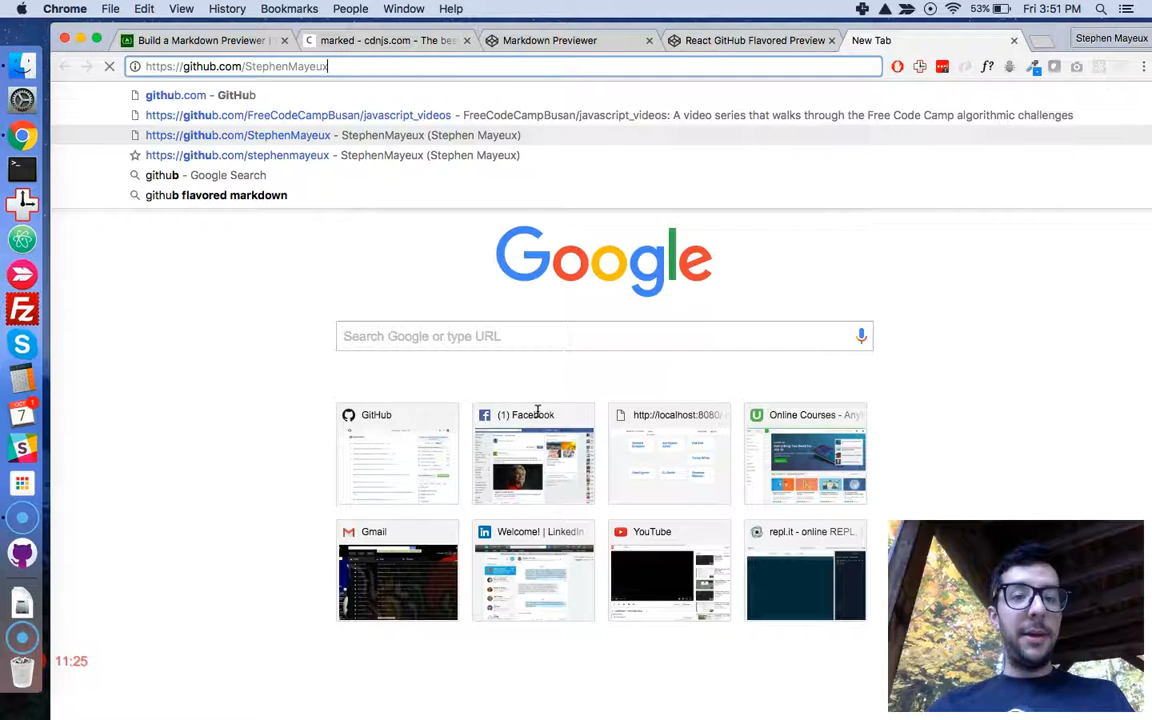 Chrome File Edit View History Bookmarks People Window Help 53% Fri 3:51 PM
Build a Markdown Previewer | marked - cdnjs.com - The bes Markdown Previewer React GitHub Flavored Preview New Tab Stephen Mayeux
https://github.com/StephenMayeux
github.com - GitHub
https://github.com/FreeCodeCampBusan/javascript_videos - FreeCodeCampBusan/javascript_videos: A video series that walks through the Free Code Camp algorithmic challenges
https://github.com/StephenMayeux - StephenMayeux (Stephen Mayeux)
https://github.com/stephenmayeux - StephenMayeux (Stephen Mayeux)
github - Google Search
github flavored markdown
Google
Search Google or type URL
GitHub (1) Facebook http://localhost:8080/ Online Courses - Any
Gmail Welcome! | LinkedIn YouTube repl.it - online REPL,
11:25